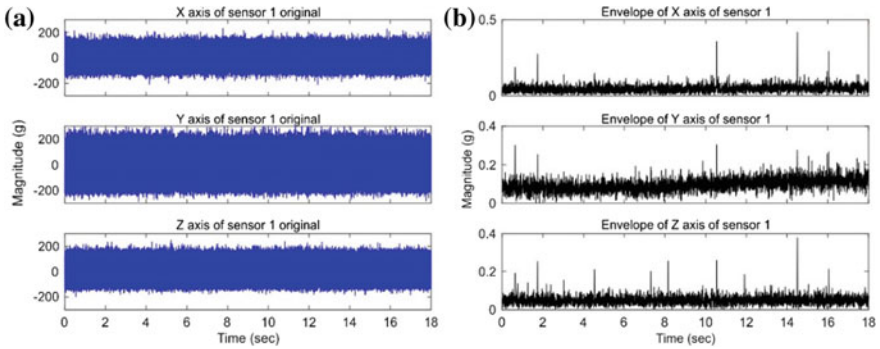 (a)
X axis of sensor 1 original
200
0
-200
Y axis of sensor 1 original
200
0
-200
Magnitude (g)
Z axis of sensor 1 original
200
0
-200
0 2 4 6 8 10 12 14 16 18
Time (sec)
(b)
Envelope of X axis of sensor 1
0.5
0
Envelope of Y axis of sensor 1
0.4
0.2
0
Magnitude (g)
Envelope of Z axis of sensor 1
0.4
0.2
0
0 2 4 6 8 10 12 14 16 18
Time (sec)